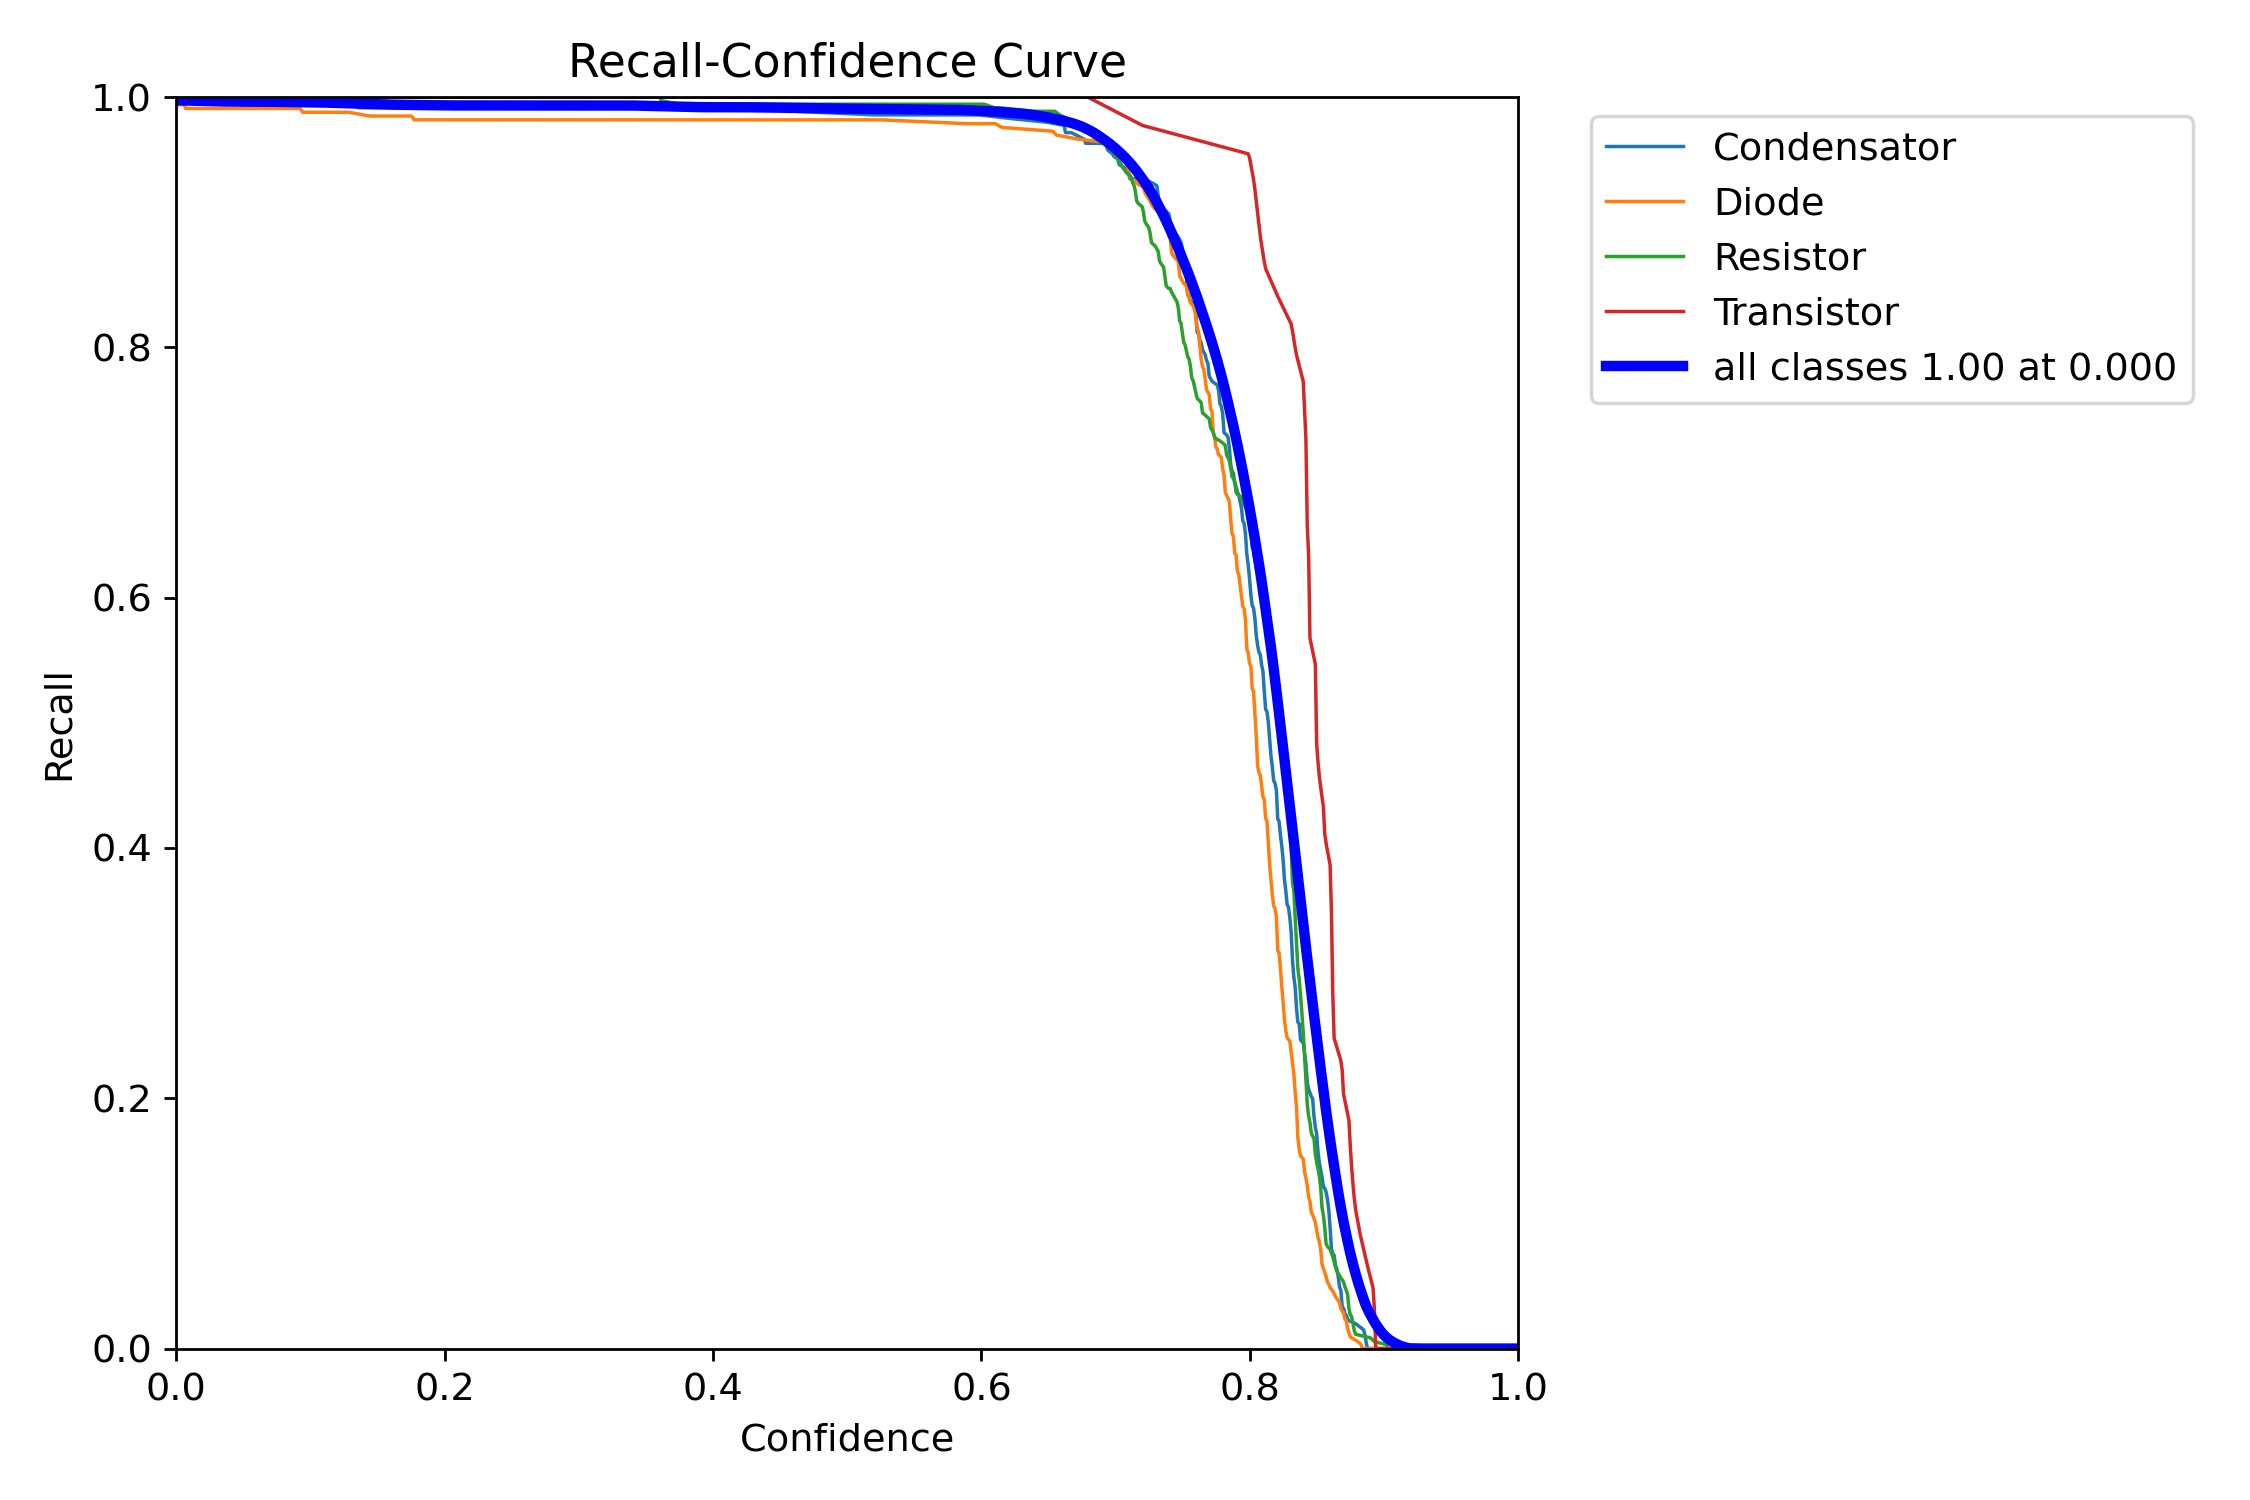 Recall-Confidence Curve
1.0
0.8
0.6
0.4
0.2
0.0
Recall
0.0 0.2 0.4 0.6 0.8 1.0
Confidence
Condensator
Diode
Resistor
Transistor
all classes 1.00 at 0.000